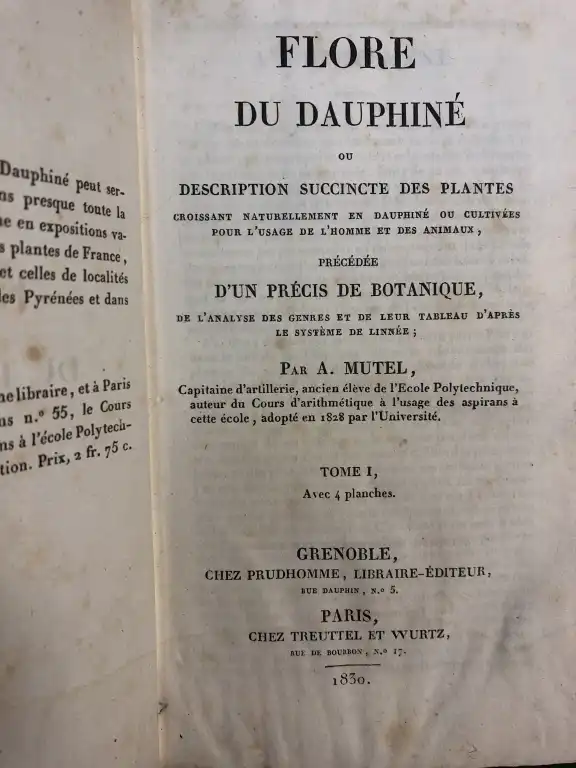 Dauphiné peut ser-
ns presque toute la
ne en expositions va-
s plantes de France,
et celles de localités
les Pyrénées et dans
ne libraire, et à Paris
ns n.º 55, le Cours
ns à l'école Polytech-
tion. Prix, 2 fr. 75 c.
FLORE
DU DAUPHINÉ
OU
DESCRIPTION SUCCINCTE DES PLANTES
CROISSANT NATURELLEMENT EN DAUPHINÉ OU CULTIVÉES
POUR L'USAGE DE L'HOMME ET DES ANIMAUX,
PRÉCÉDÉE
D'UN PRÉCIS DE BOTANIQUE,
DE L'ANALYSE DES GENRES ET DE LEUR TABLEAU D'APRÈS
LE SYSTÈME DE LINNÉE;
PAR A. MUTEL,
Capitaine d'artillerie, ancien élève de l'Ecole Polytechnique,
auteur du Cours d'arithmétique à l'usage des aspirans à
cette école, adopté en 1828 par l'Université.
TOME I,
Avec 4 planches.
GRENOBLE,
CHEZ PRUDHOMME, LIBRAIRE-ÉDITEUR,
RUE DAUPHIN, N.º 5.
PARIS,
CHEZ TREUTTEL ET WURTZ,
RUE DE BOURBON, N.º 17.
1830.